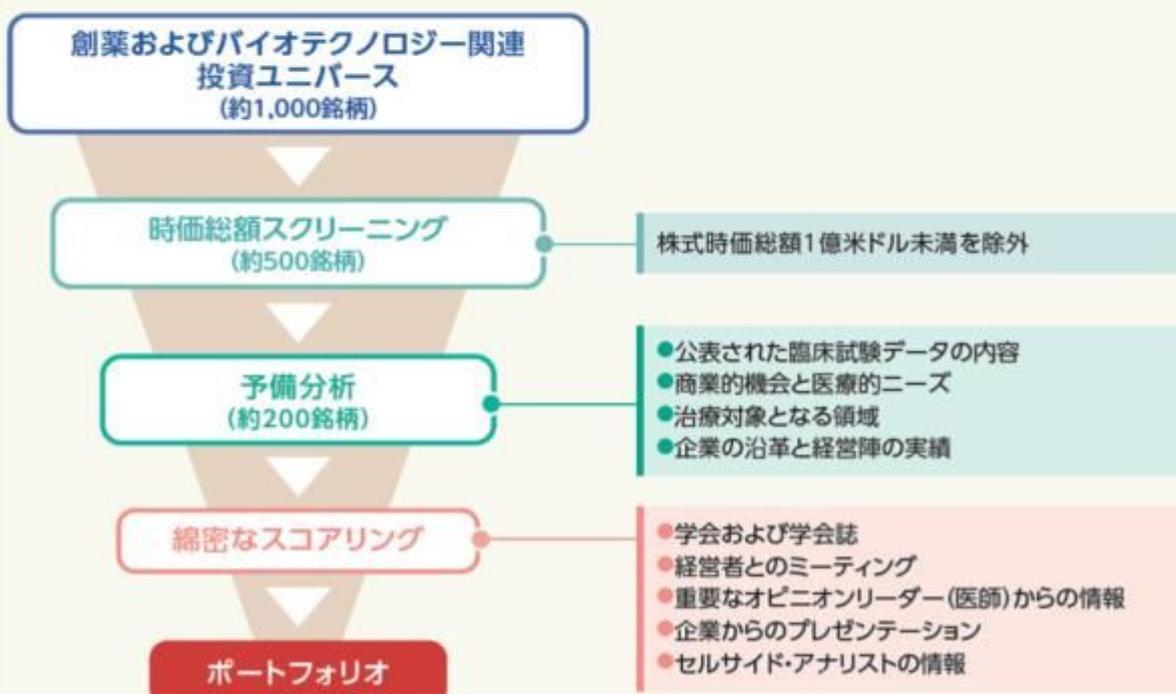 創薬およびバイオテクノロジー関連
投資ユニバース
(約1,000銘柄)
時価総額スクリーニング
(約500銘柄)
株式時価総額1億米ドル未満を除外
予備分析
(約200銘柄)
●公表された臨床試験データの内容
●商業的機会と医療的ニーズ
●治療対象となる領域
●企業の沿革と経営陣の実績
綿密なスコアリング
●学会および学会誌
●経営者とのミーティング
●重要なオピニオンリーダー(医師)からの情報
●企業からのプレゼンテーション
●セルサイド・アナリストの情報
ポートフォリオ